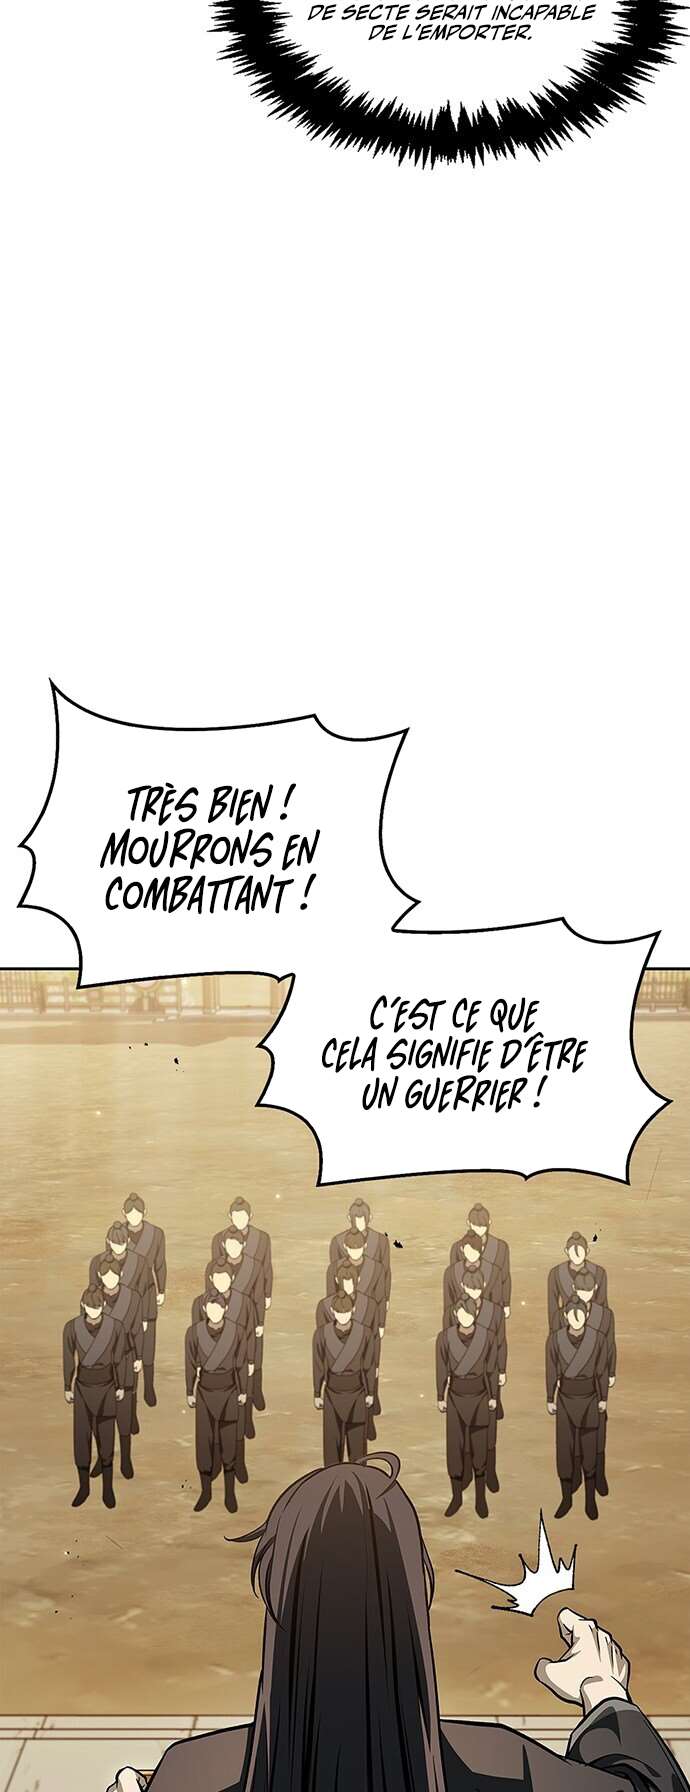 DE SECTE SERAIT INCAPABLE
DE L'EMPORTER.
TRÈS BIEN !
MOURRONS EN
COMBATTANT !
C'EST CE QUE
CELA SIGNIFIE D'ÊTRE
UN GUERRIER !